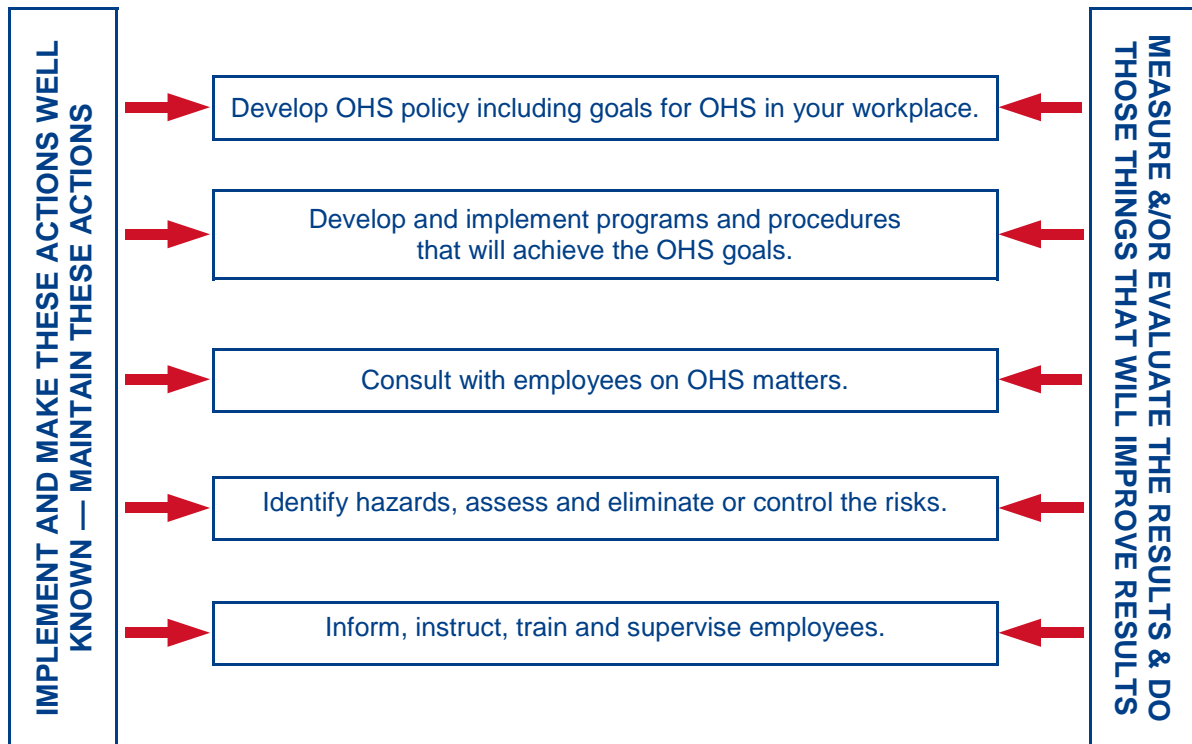 IMPLEMENT AND MAKE THESE ACTIONS WELL
KNOWN — MAINTAIN THESE ACTIONS
Develop OHS policy including goals for OHS in your workplace.
Develop and implement programs and procedures
that will achieve the OHS goals.
Consult with employees on OHS matters.
Identify hazards, assess and eliminate or control the risks.
Inform, instruct, train and supervise employees.
MEASURE &/OR EVALUATE THE RESULTS & DO
THOSE THINGS THAT WILL IMPROVE RESULTS